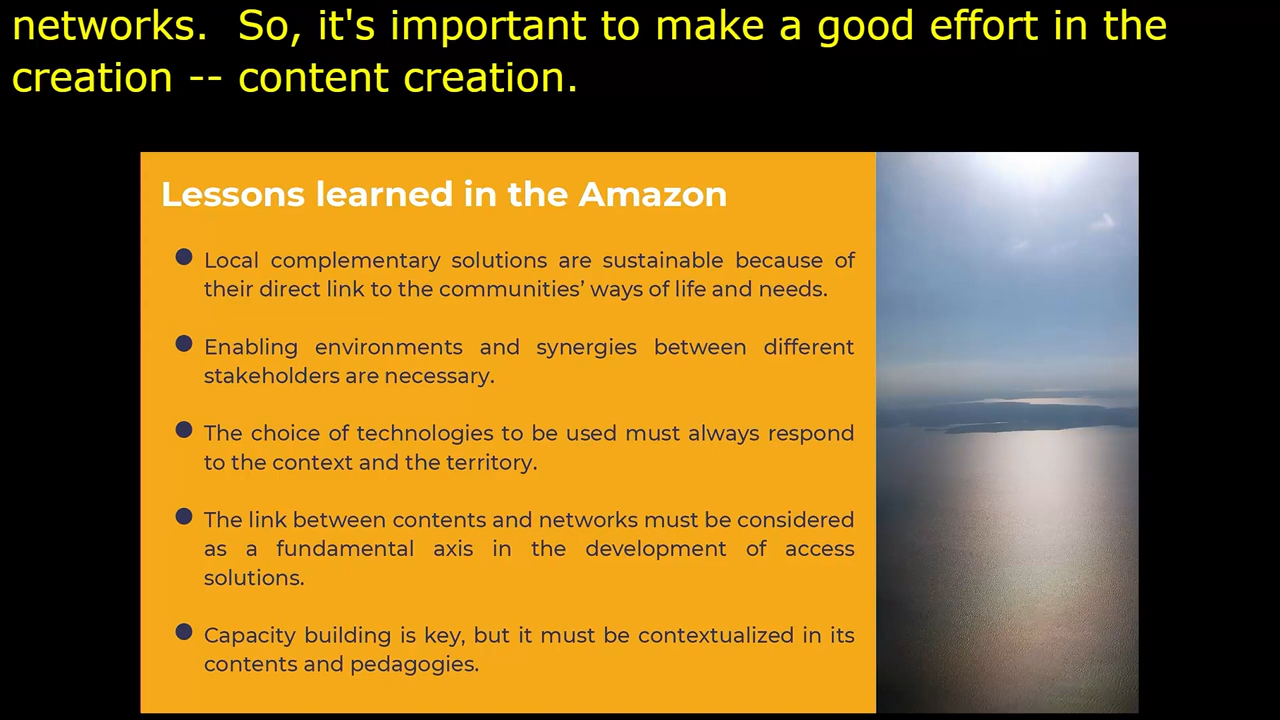 networks.  So, it's important to make a good effort in the
creation -- content creation.
Lessons learned in the Amazon
● Local complementary solutions are sustainable because of
their direct link to the communities’ ways of life and needs.
● Enabling environments and synergies between different
stakeholders are necessary.
● The choice of technologies to be used must always respond
to the context and the territory.
● The link between contents and networks must be considered
as a fundamental axis in the development of access
solutions.
● Capacity building is key, but it must be contextualized in its
contents and pedagogies.